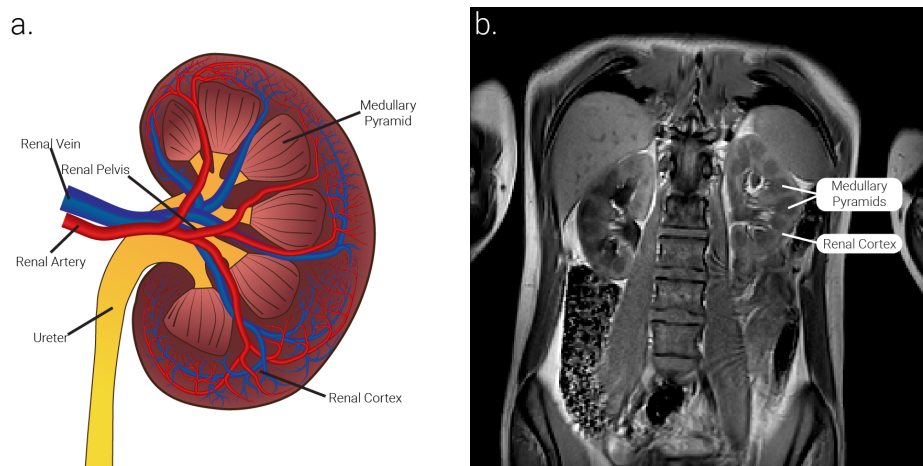 a.
Medullary
Pyramid
Renal Vein
Renal Pelvis
Renal Artery
Ureter
Renal Cortex
b.
Medullary
Pyramids
Renal Cortex